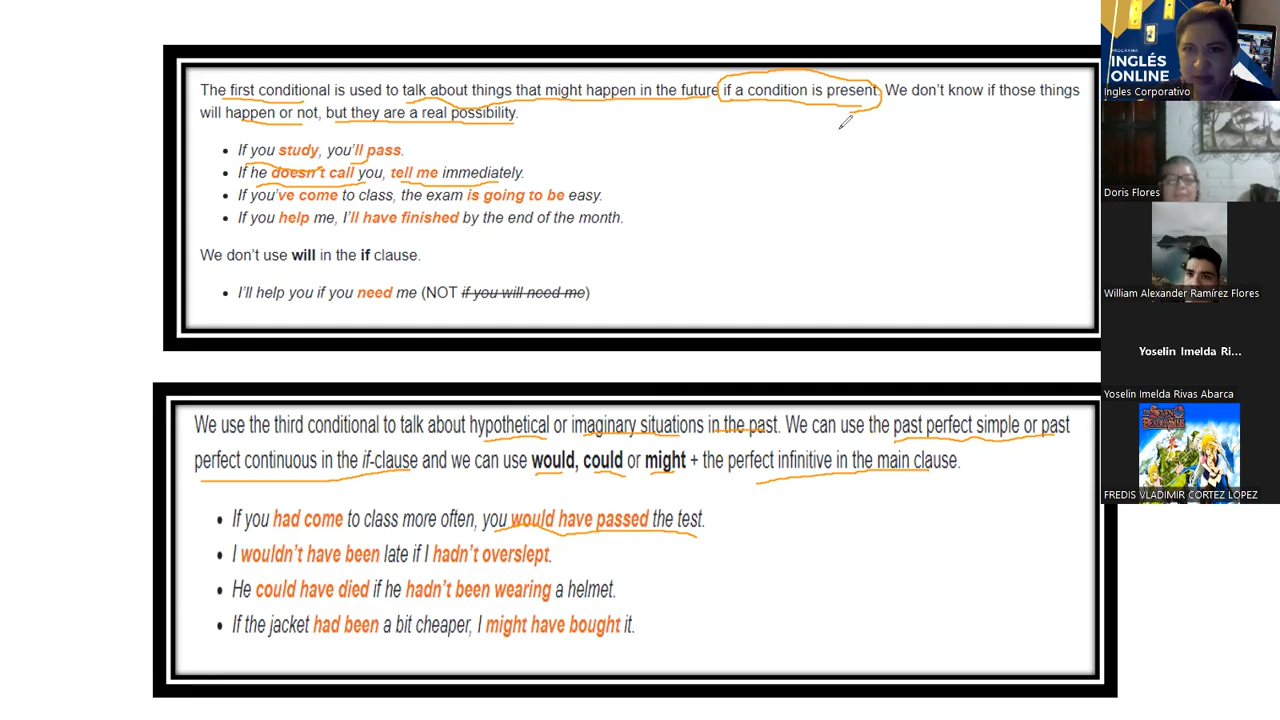 The first conditional is used to talk about things that might happen in the future if a condition is present. We don't know if those things
will happen or not, but they are a real possibility.
• If you study, you'll pass.
• If he doesn't call you, tell me immediately.
• If you've come to class, the exam is going to be easy.
• If you help me, I'll have finished by the end of the month.
We don't use will in the if clause.
• I'll help you if you need me (NOT if you will need me)
We use the third conditional to talk about hypothetical or imaginary situations in the past. We can use the past perfect simple or past
perfect continuous in the if-clause and we can use would, could or might + the perfect infinitive in the main clause.
• If you had come to class more often, you would have passed the test.
• I wouldn't have been late if I hadn't overslept.
• He could have died if he hadn't been wearing a helmet.
• If the jacket had been a bit cheaper, I might have bought it.
PROGRAMA
INGLÉS
ONLINE
Ingles Corporativo
Doris Flores
William Alexander Ramírez Flores
Yoselin Imelda Ri...
Yoselin Imelda Rivas Abarca
FREDIS VLADIMIR CORTEZ LOPEZ